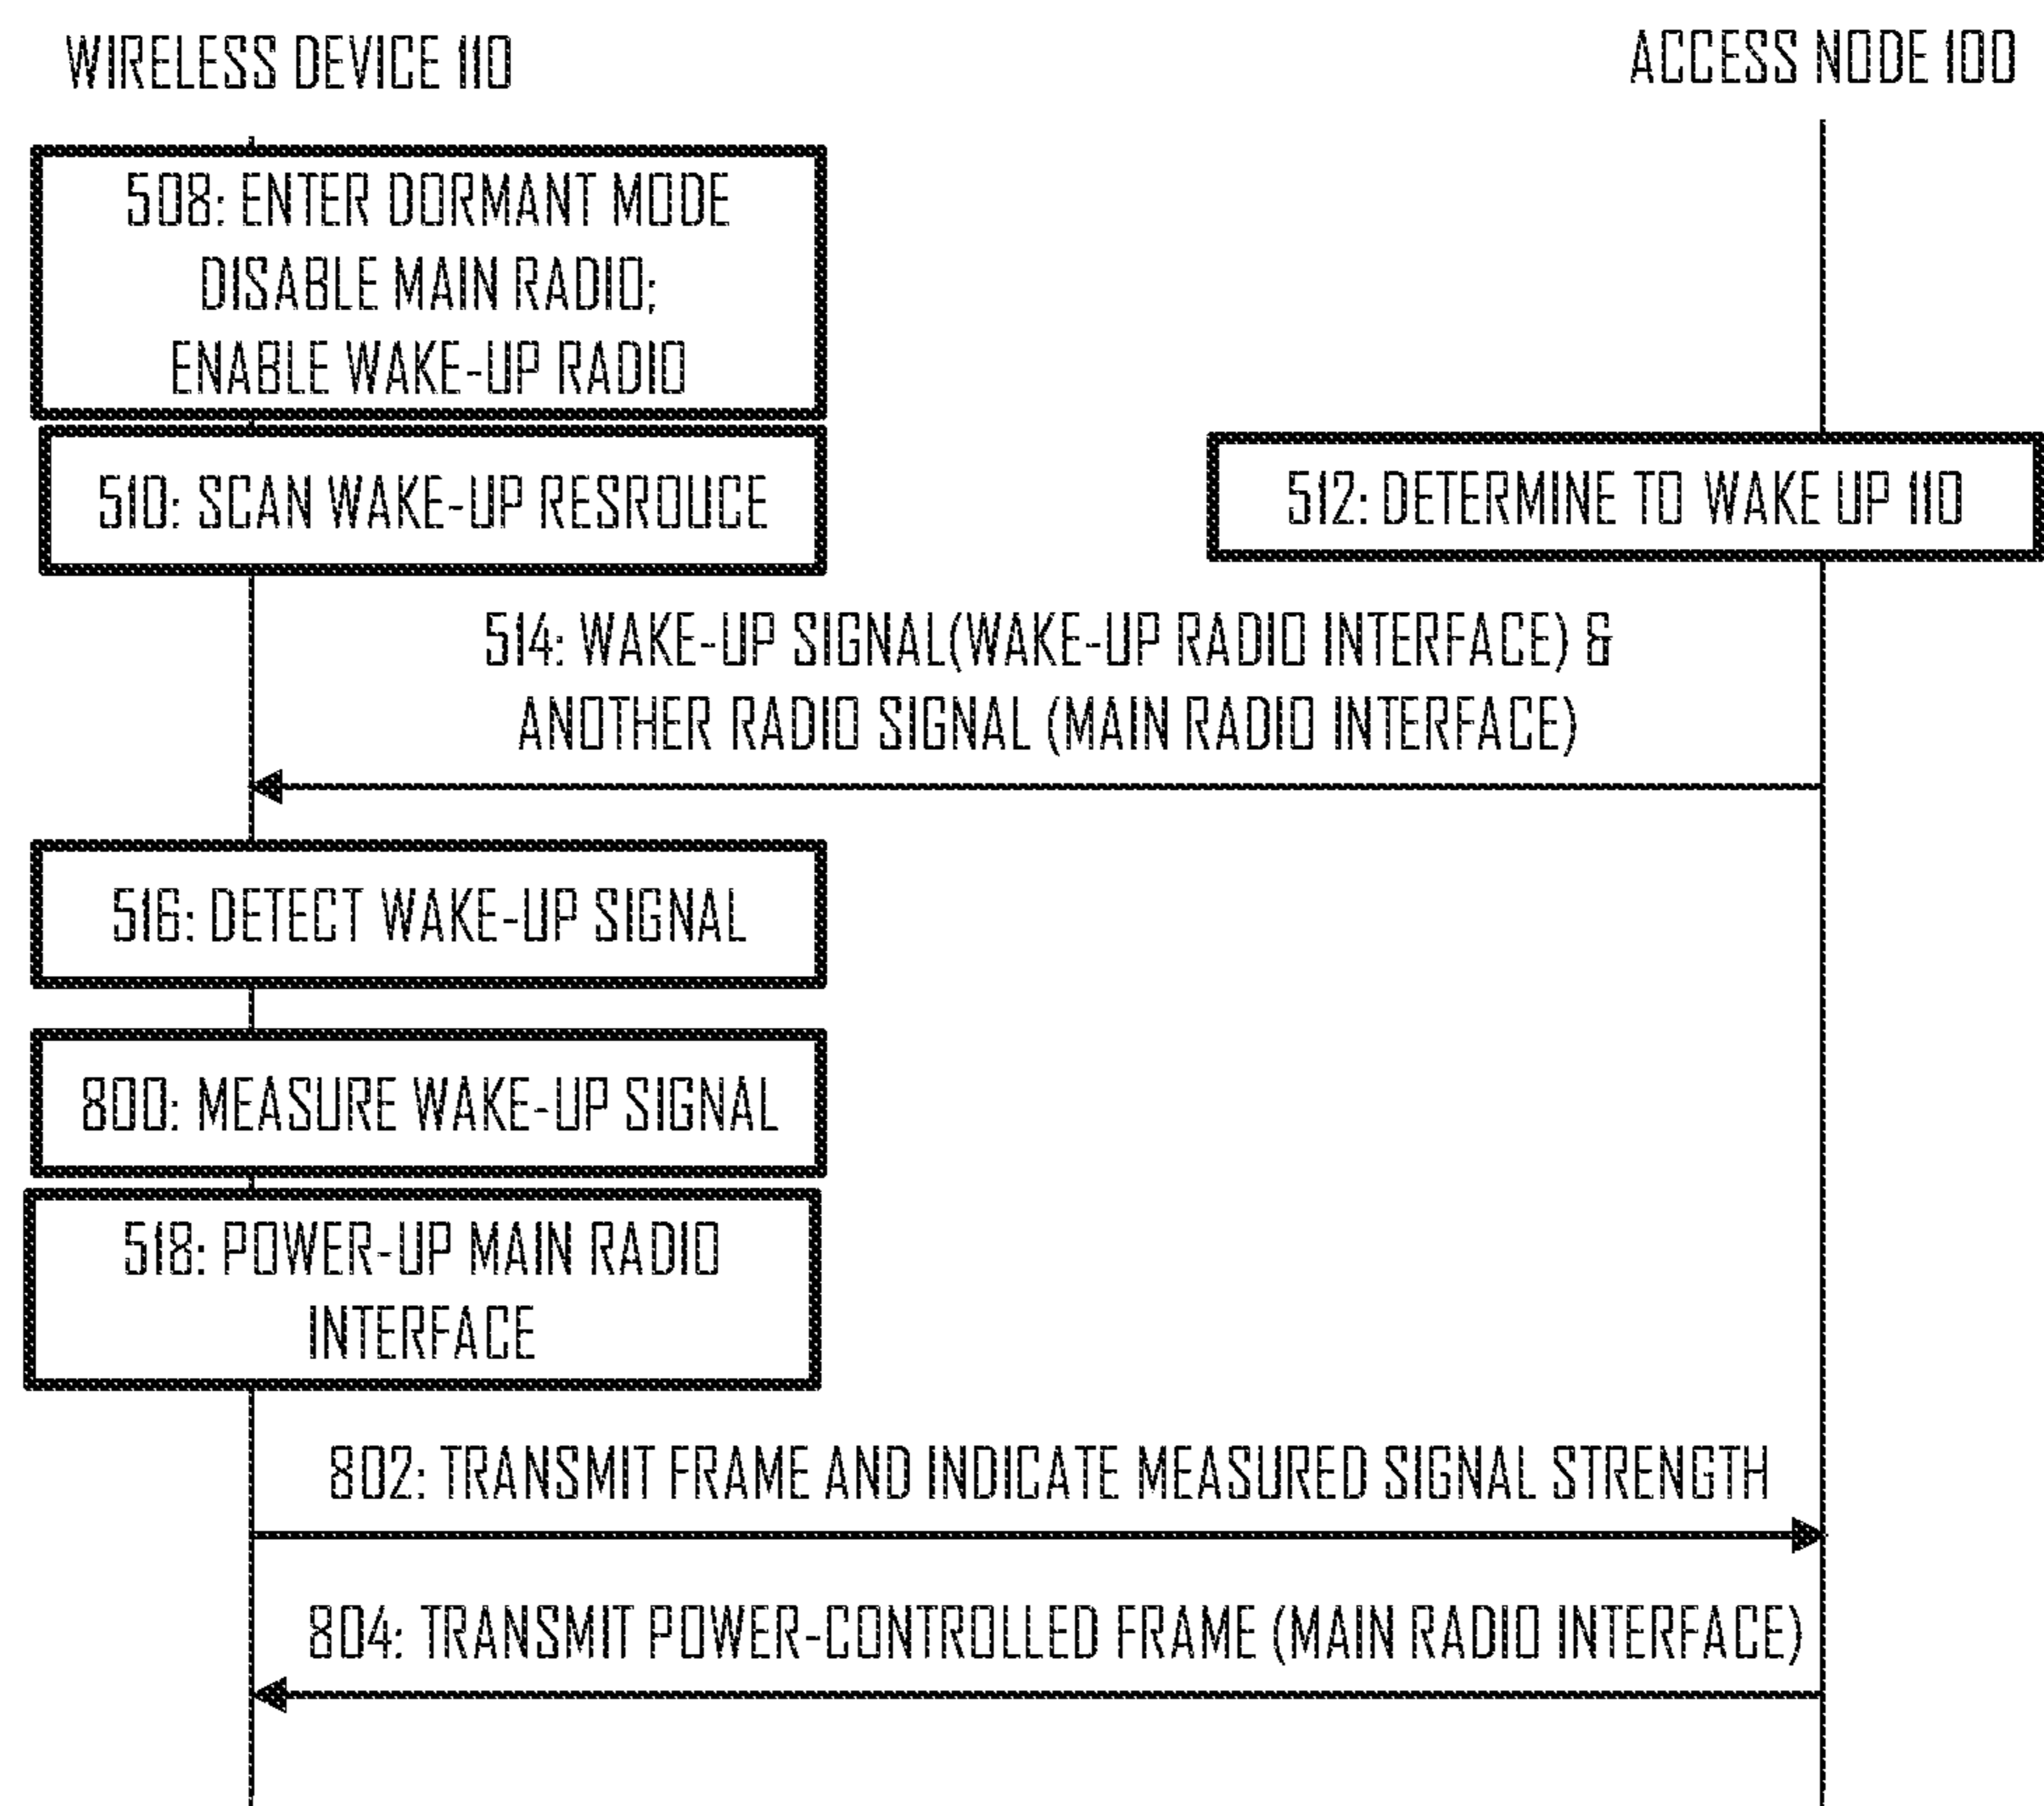 WIRELESS DEVICE 110
ACCESS NODE 100
508: ENTER DORMANT MODE
DISABLE MAIN RADIO;
ENABLE WAKE-UP RADIO
510: SCAN WAKE-UP RESROUCE
512: DETERMINE TO WAKE UP 110
514: WAKE-UP SIGNAL(WAKE-UP RADIO INTERFACE) &
ANOTHER RADIO SIGNAL (MAIN RADIO INTERFACE)
516: DETECT WAKE-UP SIGNAL
800: MEASURE WAKE-UP SIGNAL
518: POWER-UP MAIN RADIO
INTERFACE
802: TRANSMIT FRAME AND INDICATE MEASURED SIGNAL STRENGTH
804: TRANSMIT POWER-CONTROLLED FRAME (MAIN RADIO INTERFACE)